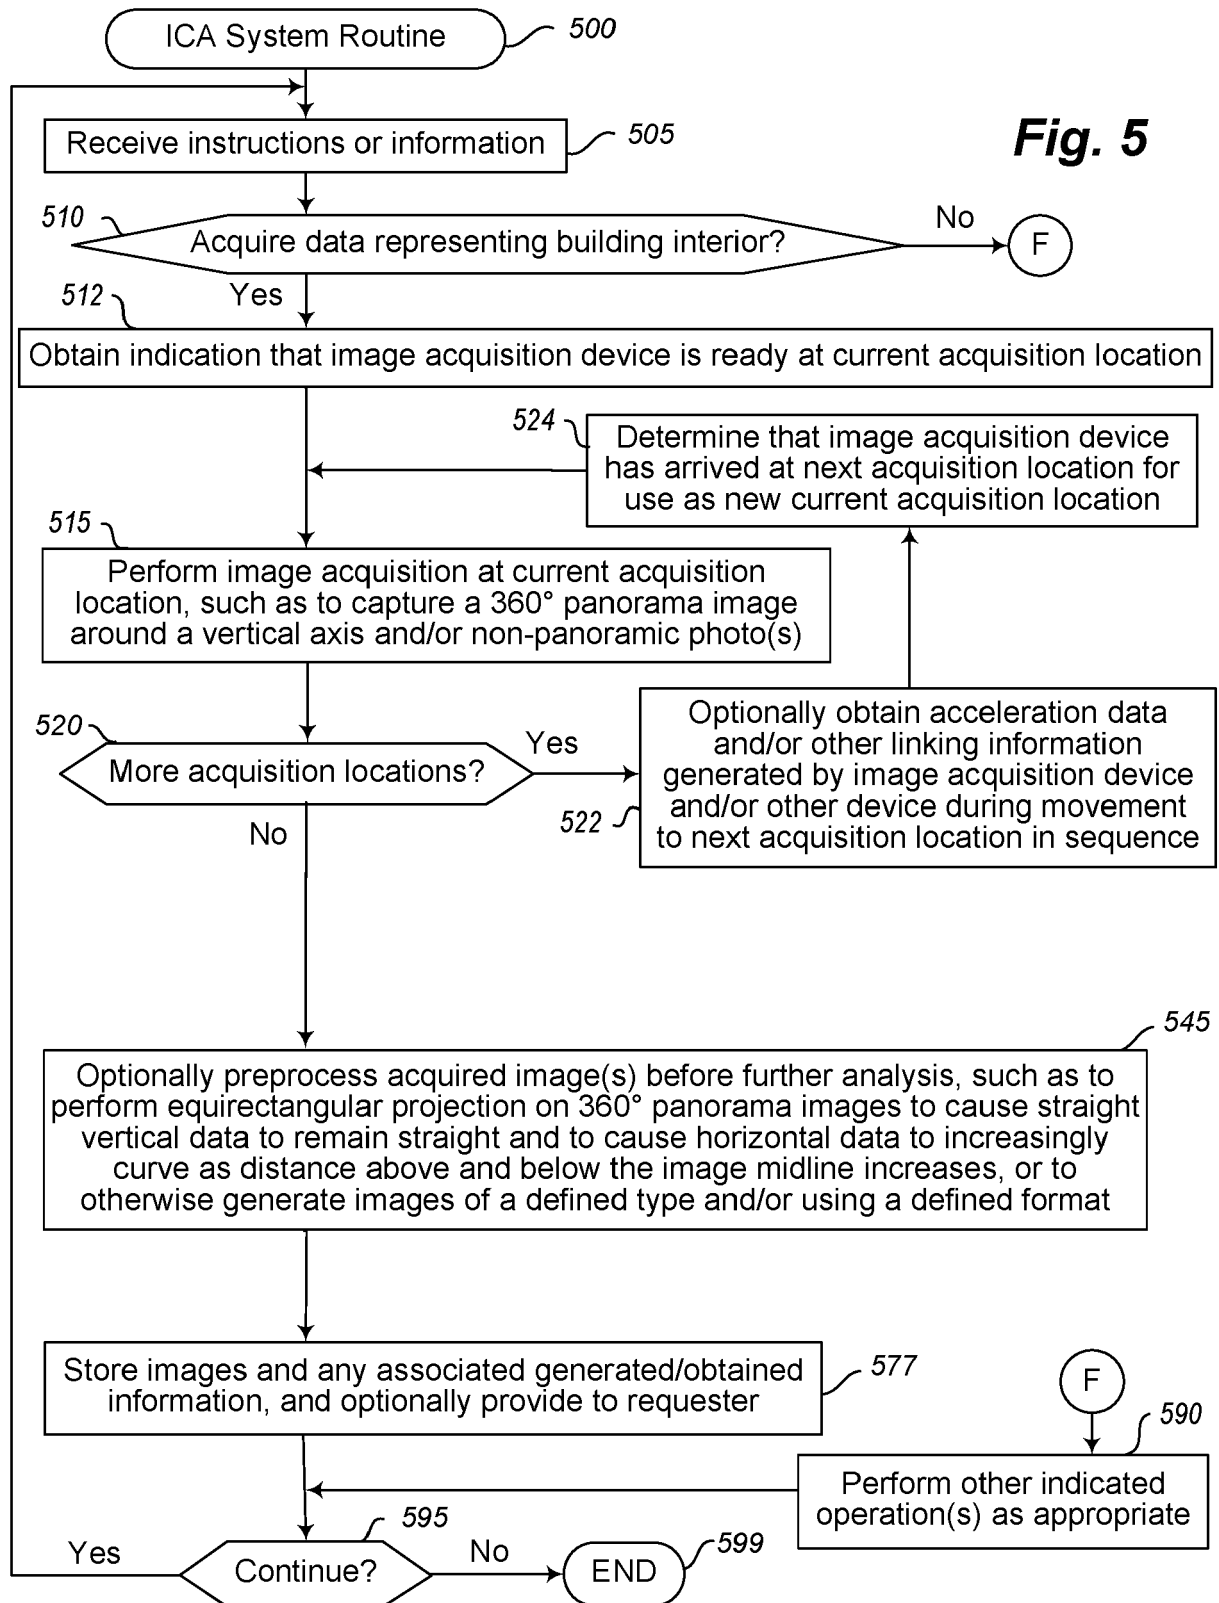 ICA System Routine
500
Receive instructions or information
505
Fig. 5
510
Acquire data representing building interior?
No
F
Yes
512
Obtain indication that image acquisition device is ready at current acquisition location
524
Determine that image acquisition device
has arrived at next acquisition location for
use as new current acquisition location
515
Perform image acquisition at current acquisition
location, such as to capture a 360° panorama image
around a vertical axis and/or non-panoramic photo(s)
520
More acquisition locations?
Yes
No
Optionally obtain acceleration data
and/or other linking information
generated by image acquisition device
and/or other device during movement
to next acquisition location in sequence
522
545
Optionally preprocess acquired image(s) before further analysis, such as to
perform equirectangular projection on 360° panorama images to cause straight
vertical data to remain straight and to cause horizontal data to increasingly
curve as distance above and below the image midline increases, or to
otherwise generate images of a defined type and/or using a defined format
Store images and any associated generated/obtained
information, and optionally provide to requester
577
F
590
Perform other indicated
operation(s) as appropriate
595
Continue?
Yes
No
END
599